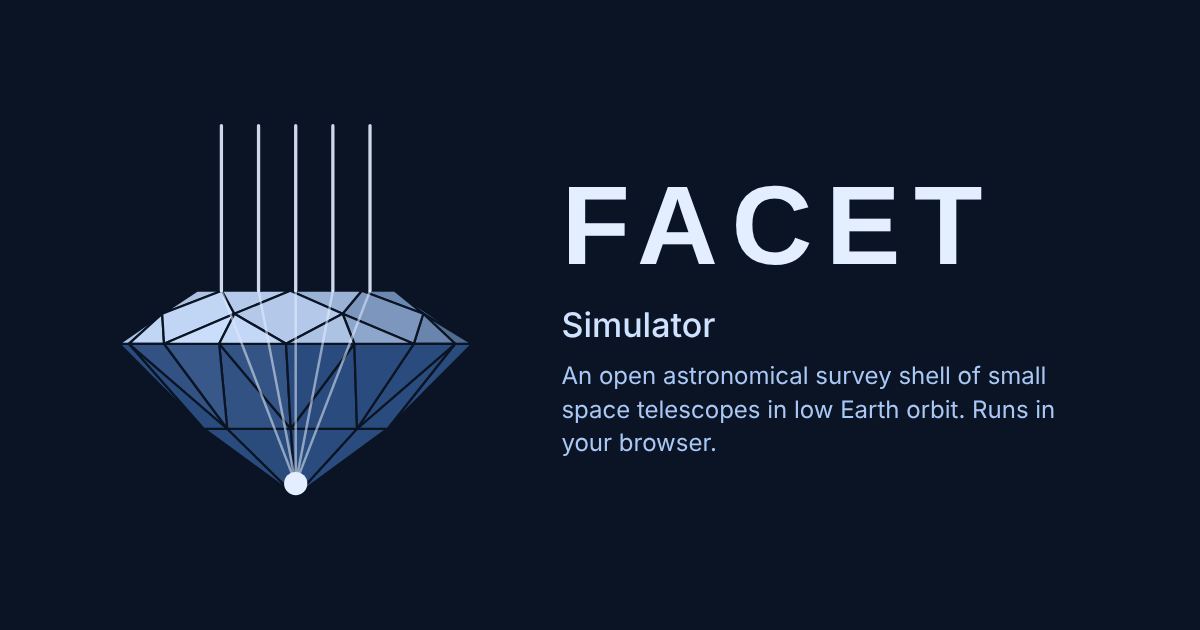 FACET
Simulator
An open astronomical survey shell of small
space telescopes in low Earth orbit. Runs in
your browser.